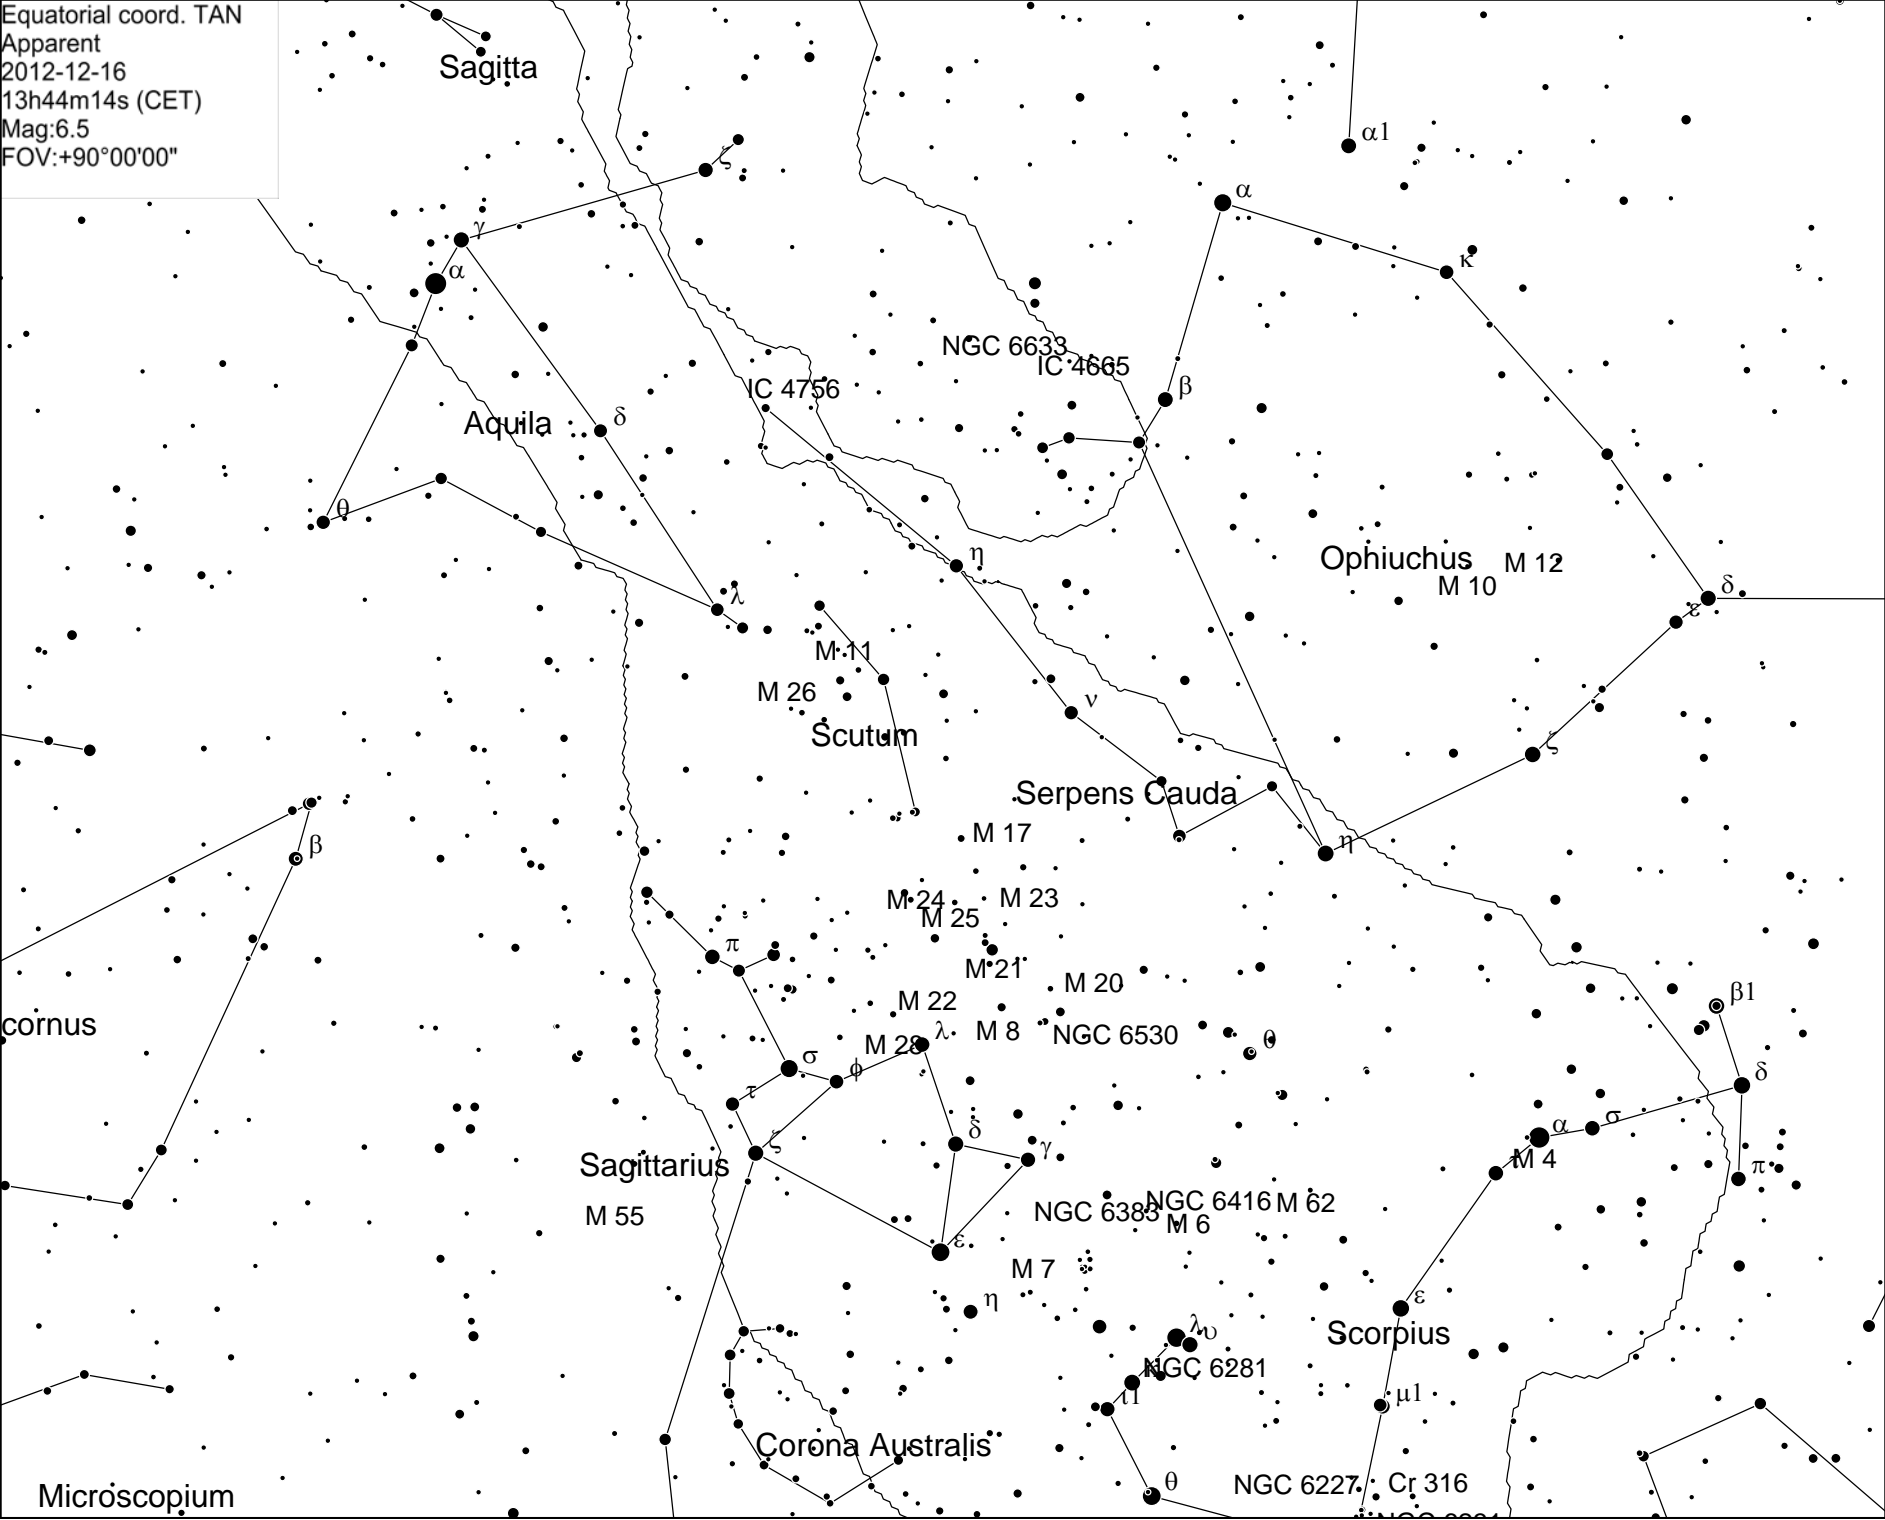 Equatorial coord. TAN
Apparent
2012-12-16
13h44m14s (CET)
Mag:6.5
FOV:+90°00'00"
Sagitta
α1
ζ
α
γ
κ
α
NGC 6633
IC 4665
IC 4756
β
Aquila
δ
θ
η
Ophiuchus
M 12
M 10
δ
ε
λ
M 11
M 26
ν
Scutum
ζ
Serpens Cauda
M 17
η
β
M 24
M 23
M 25
π
M 21
M 20
β1
M 22
cornus
λ
M 8
NGC 6530
θ
M 28
σ
φ
δ
τ
α
σ
δ
ζ
γ
M 4
Sagittarius
π
NGC 6416
M 62
M 55
NGC 6383
M 6
ε
M 7
η
ε
λ
υ
Scorpius
NGC 6281
ι1
μ1
Corona Australis
θ
NGC 6227
Cr 316
Microscopium